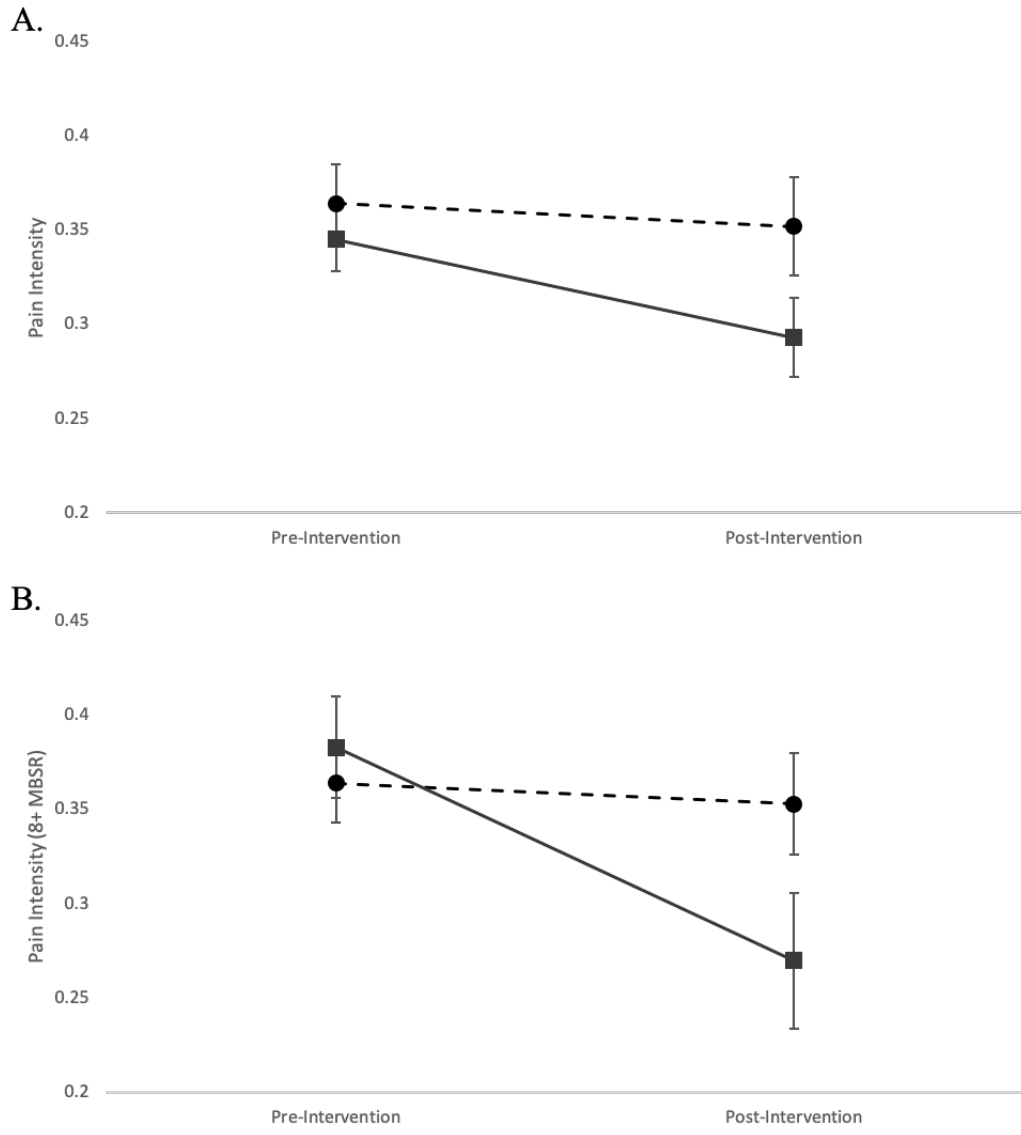 A.
0.45
0.4
0.35
0.3
0.25
0.2
Pain Intensity
Pre-Intervention Post-Intervention
B.
0.45
0.4
0.35
0.3
0.25
0.2
Pain Intensity (8+ MBSR)
Pre-Intervention Post-Intervention